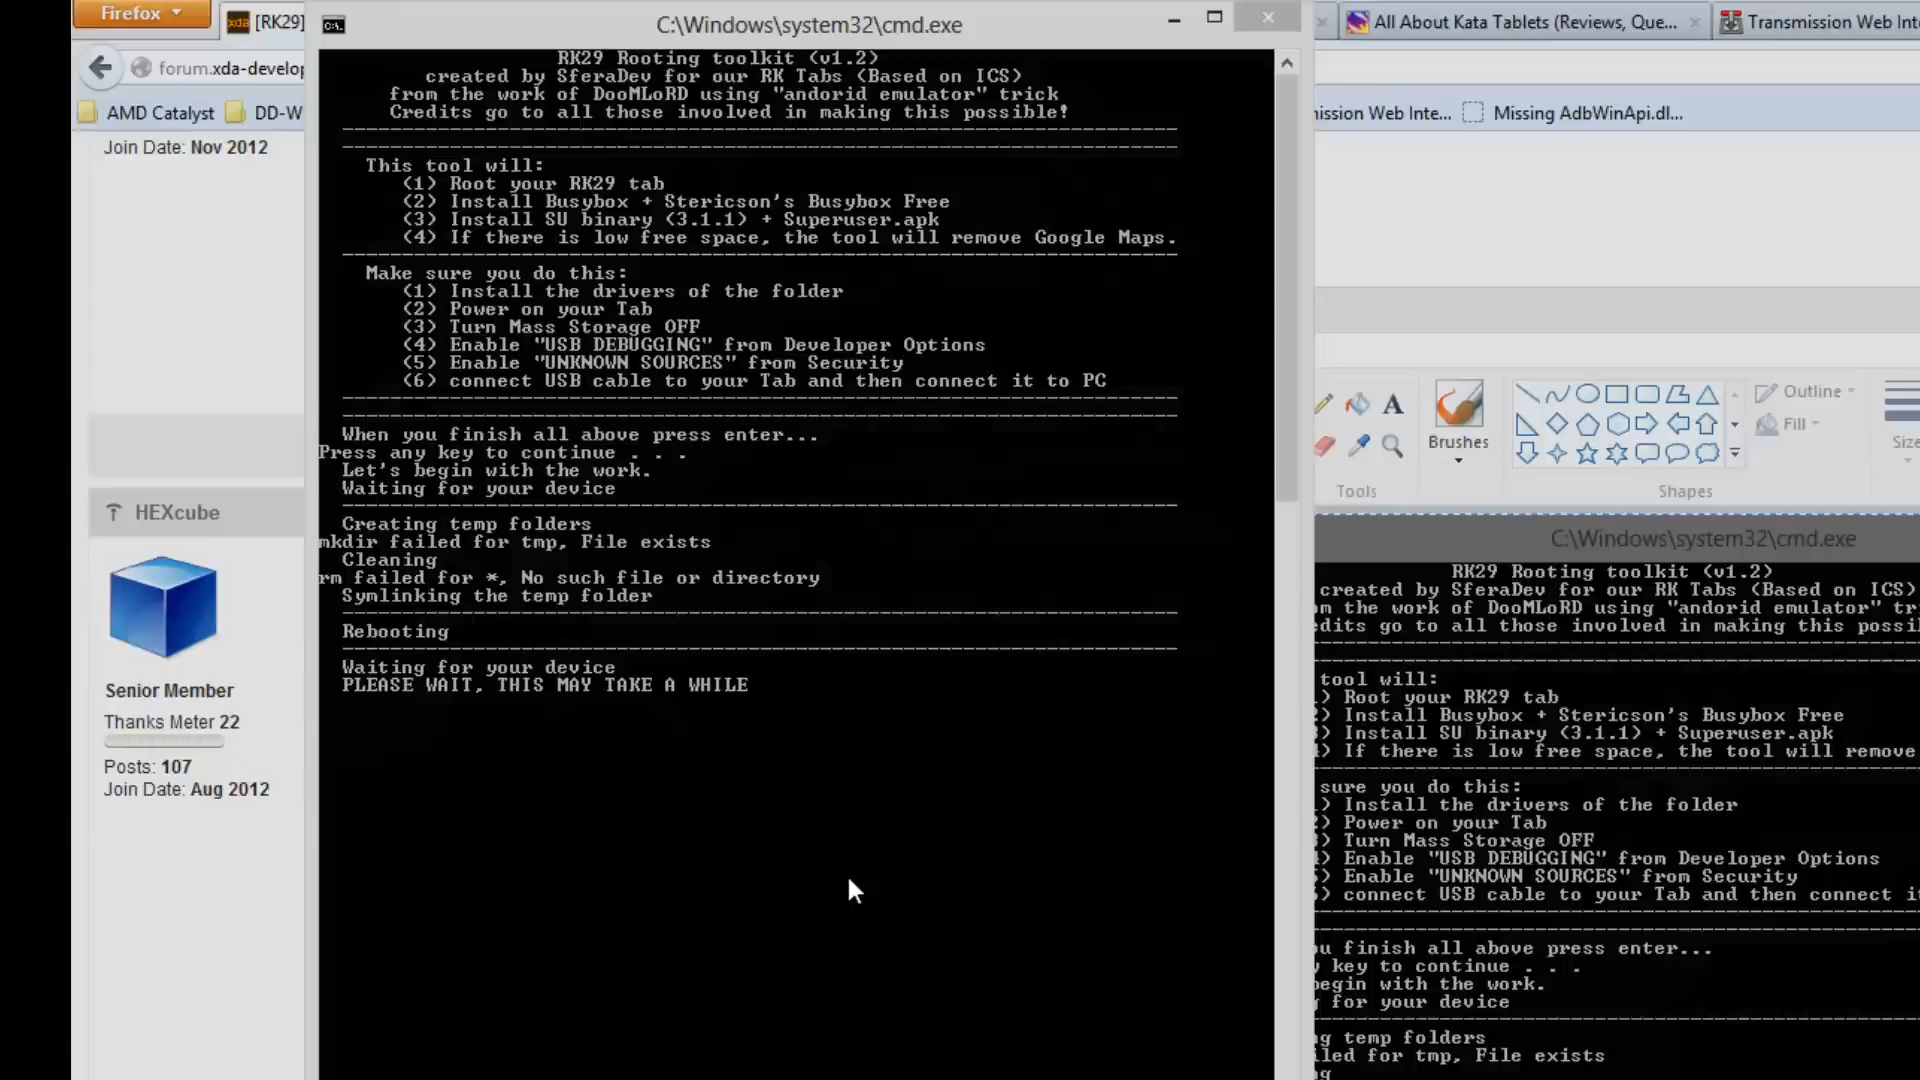 Firefox
[RK29]
C:\Windows\system32\cmd.exe
All About Kata Tablets (Reviews, Que...
Transmission Web Inte
forum.xda-develop
AMD Catalyst
DD-W
ission Web Inte...
Missing AdbWinApi.dl...
Join Date: Nov 2012
HEXcube
Senior Member
Thanks Meter 22
Posts: 107
Join Date: Aug 2012
RK29 Rooting toolkit (v1.2)
created by SferaDev for our RK Tabs (Based on ICS)
from the work of DooMLoRD using "andorid emulator" trick
Credits go to all those involved in making this possible!
This tool will:
(1) Root your RK29 tab
(2) Install Busybox + Stericson's Busybox Free
(3) Install SU binary (3.1.1) + Superuser.apk
(4) If there is low free space, the tool will remove Google Maps.
Make sure you do this:
(1) Install the drivers of the folder
(2) Power on your Tab
(3) Turn Mass Storage OFF
(4) Enable "USB DEBUGGING" from Developer Options
(5) Enable "UNKNOWN SOURCES" from Security
(6) connect USB cable to your Tab and then connect it to PC
When you finish all above press enter...
Press any key to continue . . .
Let's begin with the work.
Waiting for your device
Creating temp folders
mkdir failed for tmp, File exists
Cleaning
rm failed for *, No such file or directory
Symlinking the temp folder
Rebooting
Waiting for your device
PLEASE WAIT, THIS MAY TAKE A WHILE
Brushes
Outline
Fill
Size
Tools
Shapes
C:\Windows\system32\cmd.exe
RK29 Rooting toolkit (v1.2)
created by SferaDev for our RK Tabs (Based on ICS)
om the work of DooMLoRD using "andorid emulator" tri
edits go to all those involved in making this possi
tool will:
) Root your RK29 tab
) Install Busybox + Stericson's Busybox Free
) Install SU binary (3.1.1) + Superuser.apk
) If there is low free space, the tool will remove
sure you do this:
) Install the drivers of the folder
) Power on your Tab
) Turn Mass Storage OFF
) Enable "USB DEBUGGING" from Developer Options
) Enable "UNKNOWN SOURCES" from Security
) connect USB cable to your Tab and then connect it
ou finish all above press enter...
y key to continue . . .
begin with the work.
g for your device
ng temp folders
iled for tmp, File exists
ng